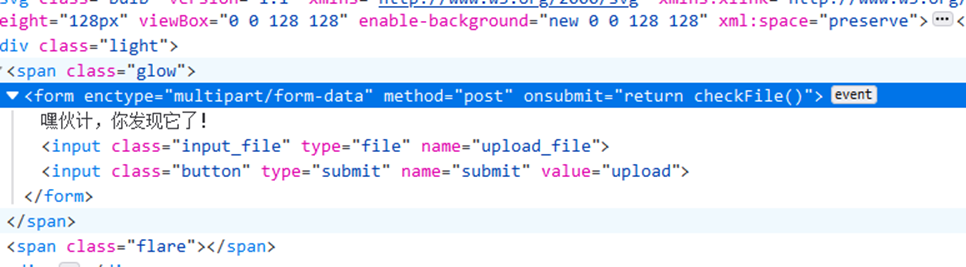 eight="128px" viewBox="0 0 128 128" enable-background="new 0 0 128 128" xml:space="preserve"> ••• <
div class="light">
<span class="glow">
<form enctype="multipart/form-data" method="post" onsubmit="return checkFile()"> event
嘿伙计，你发现它了！
<input class="input_file" type="file" name="upload_file">
<input class="button" type="submit" name="submit" value="upload">
</form>
</span>
<span class="flare"></span>